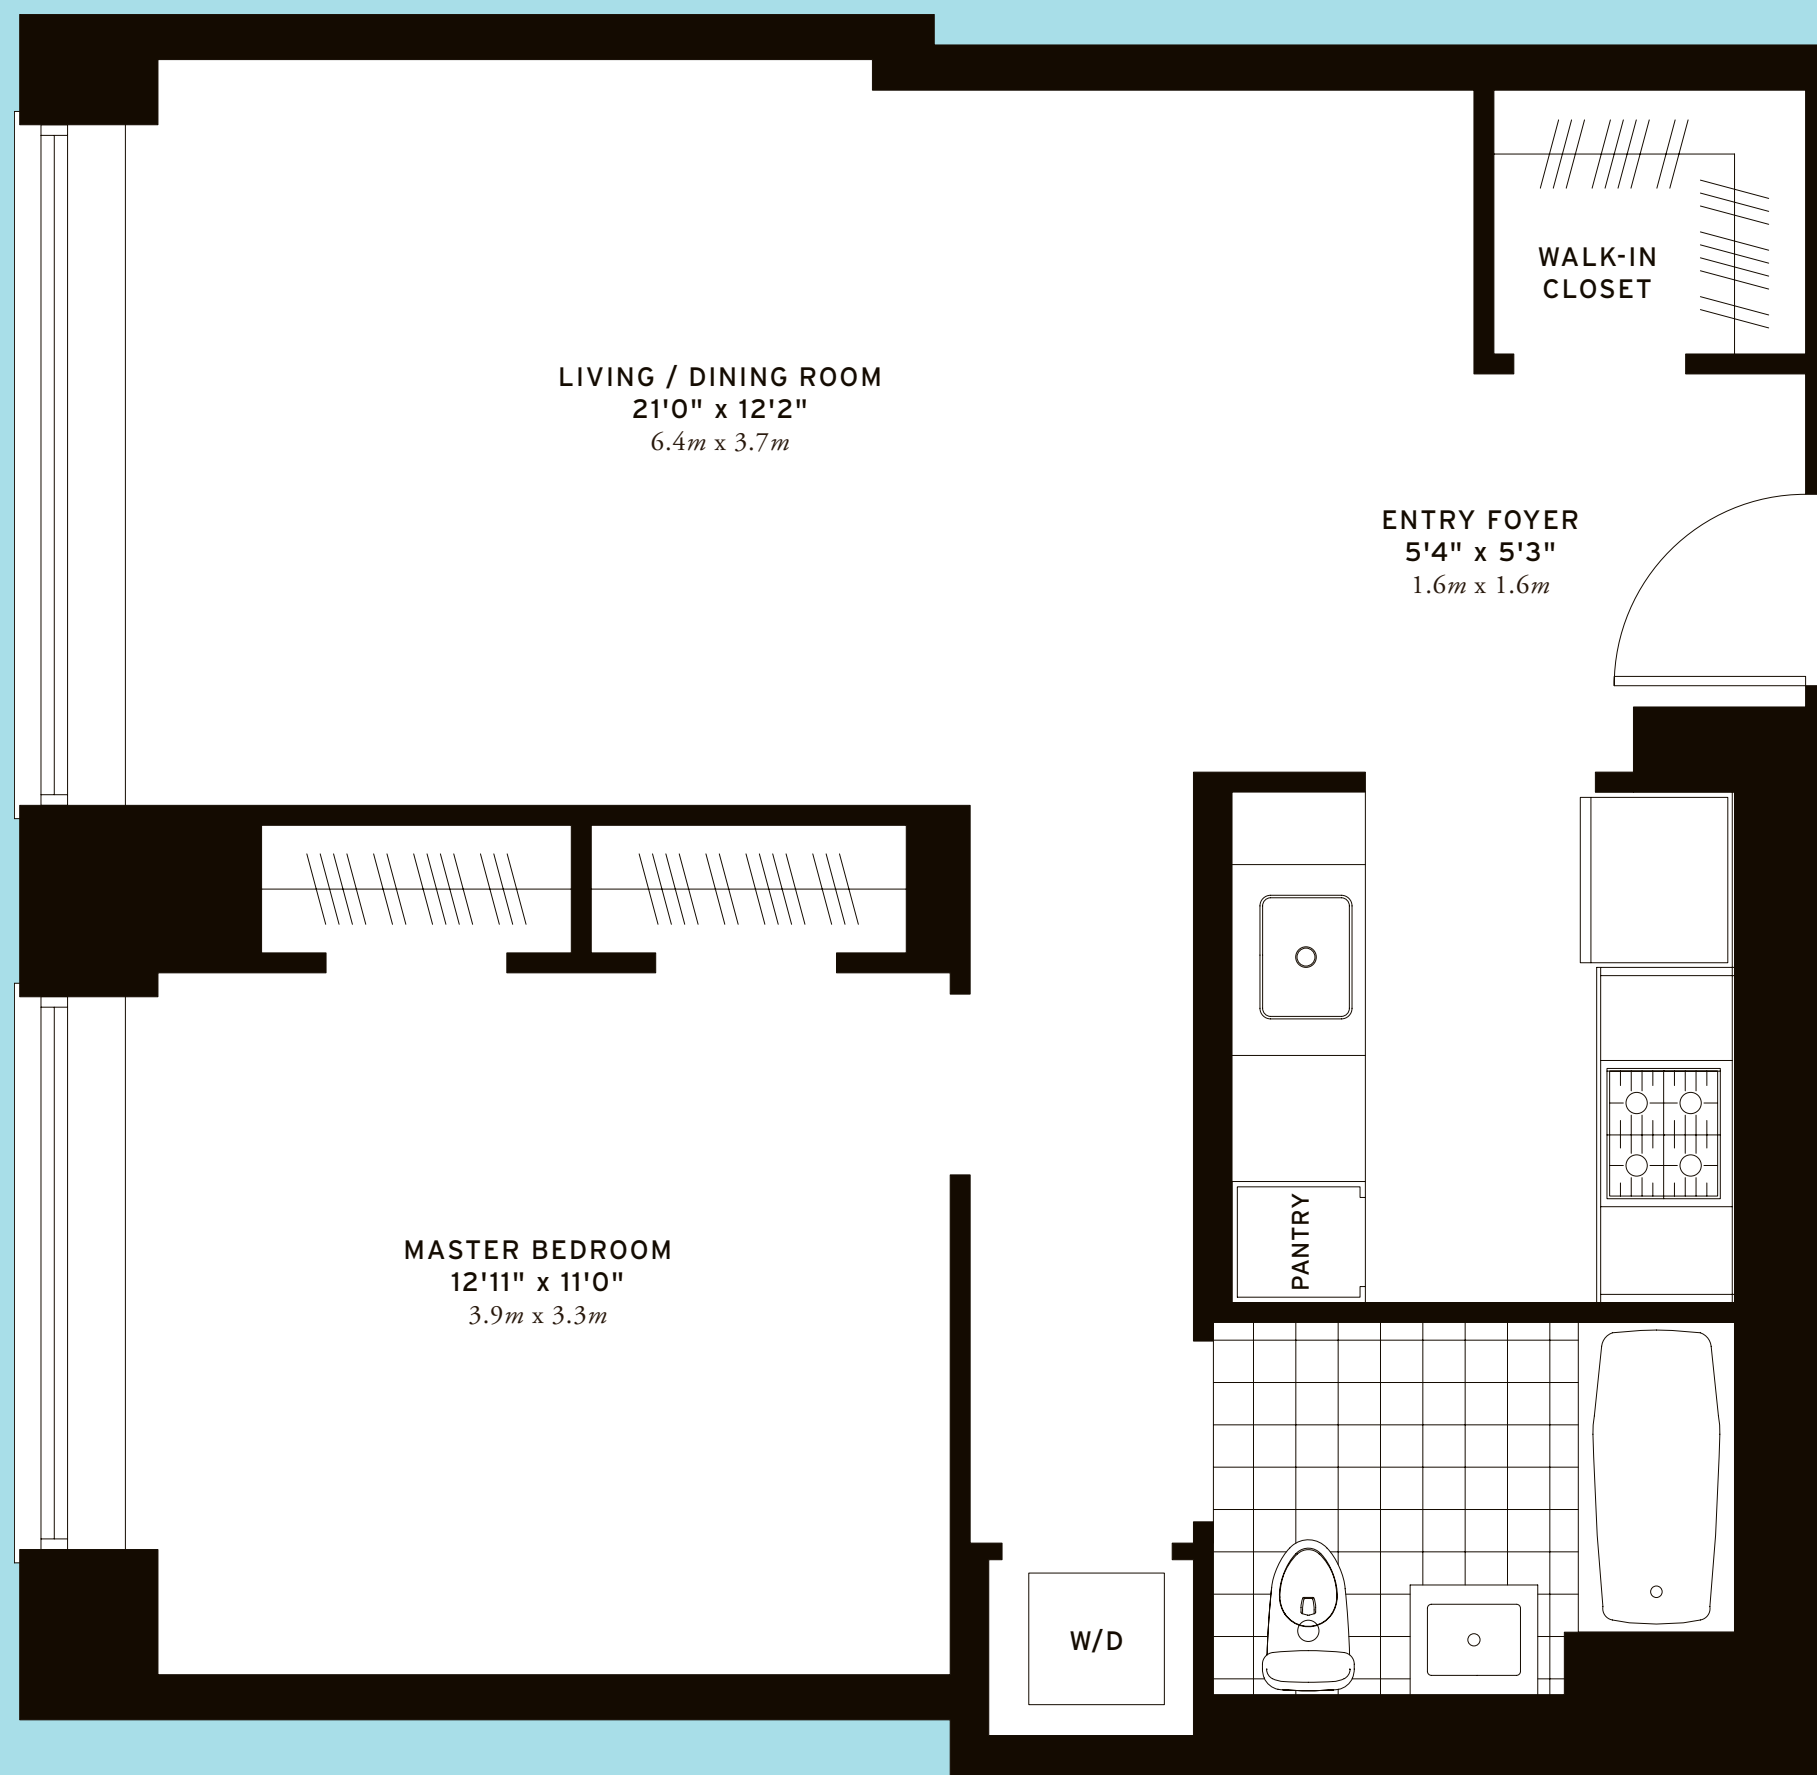 WALK-IN
CLOSET
LIVING / DINING ROOM
21'0" x 12'2"
6.4m x 3.7m
ENTRY FOYER
5'4" x 5'3"
1.6m x 1.6m
PANTRY
MASTER BEDROOM
12'11" x 11'0"
3.9m x 3.3m
W/D